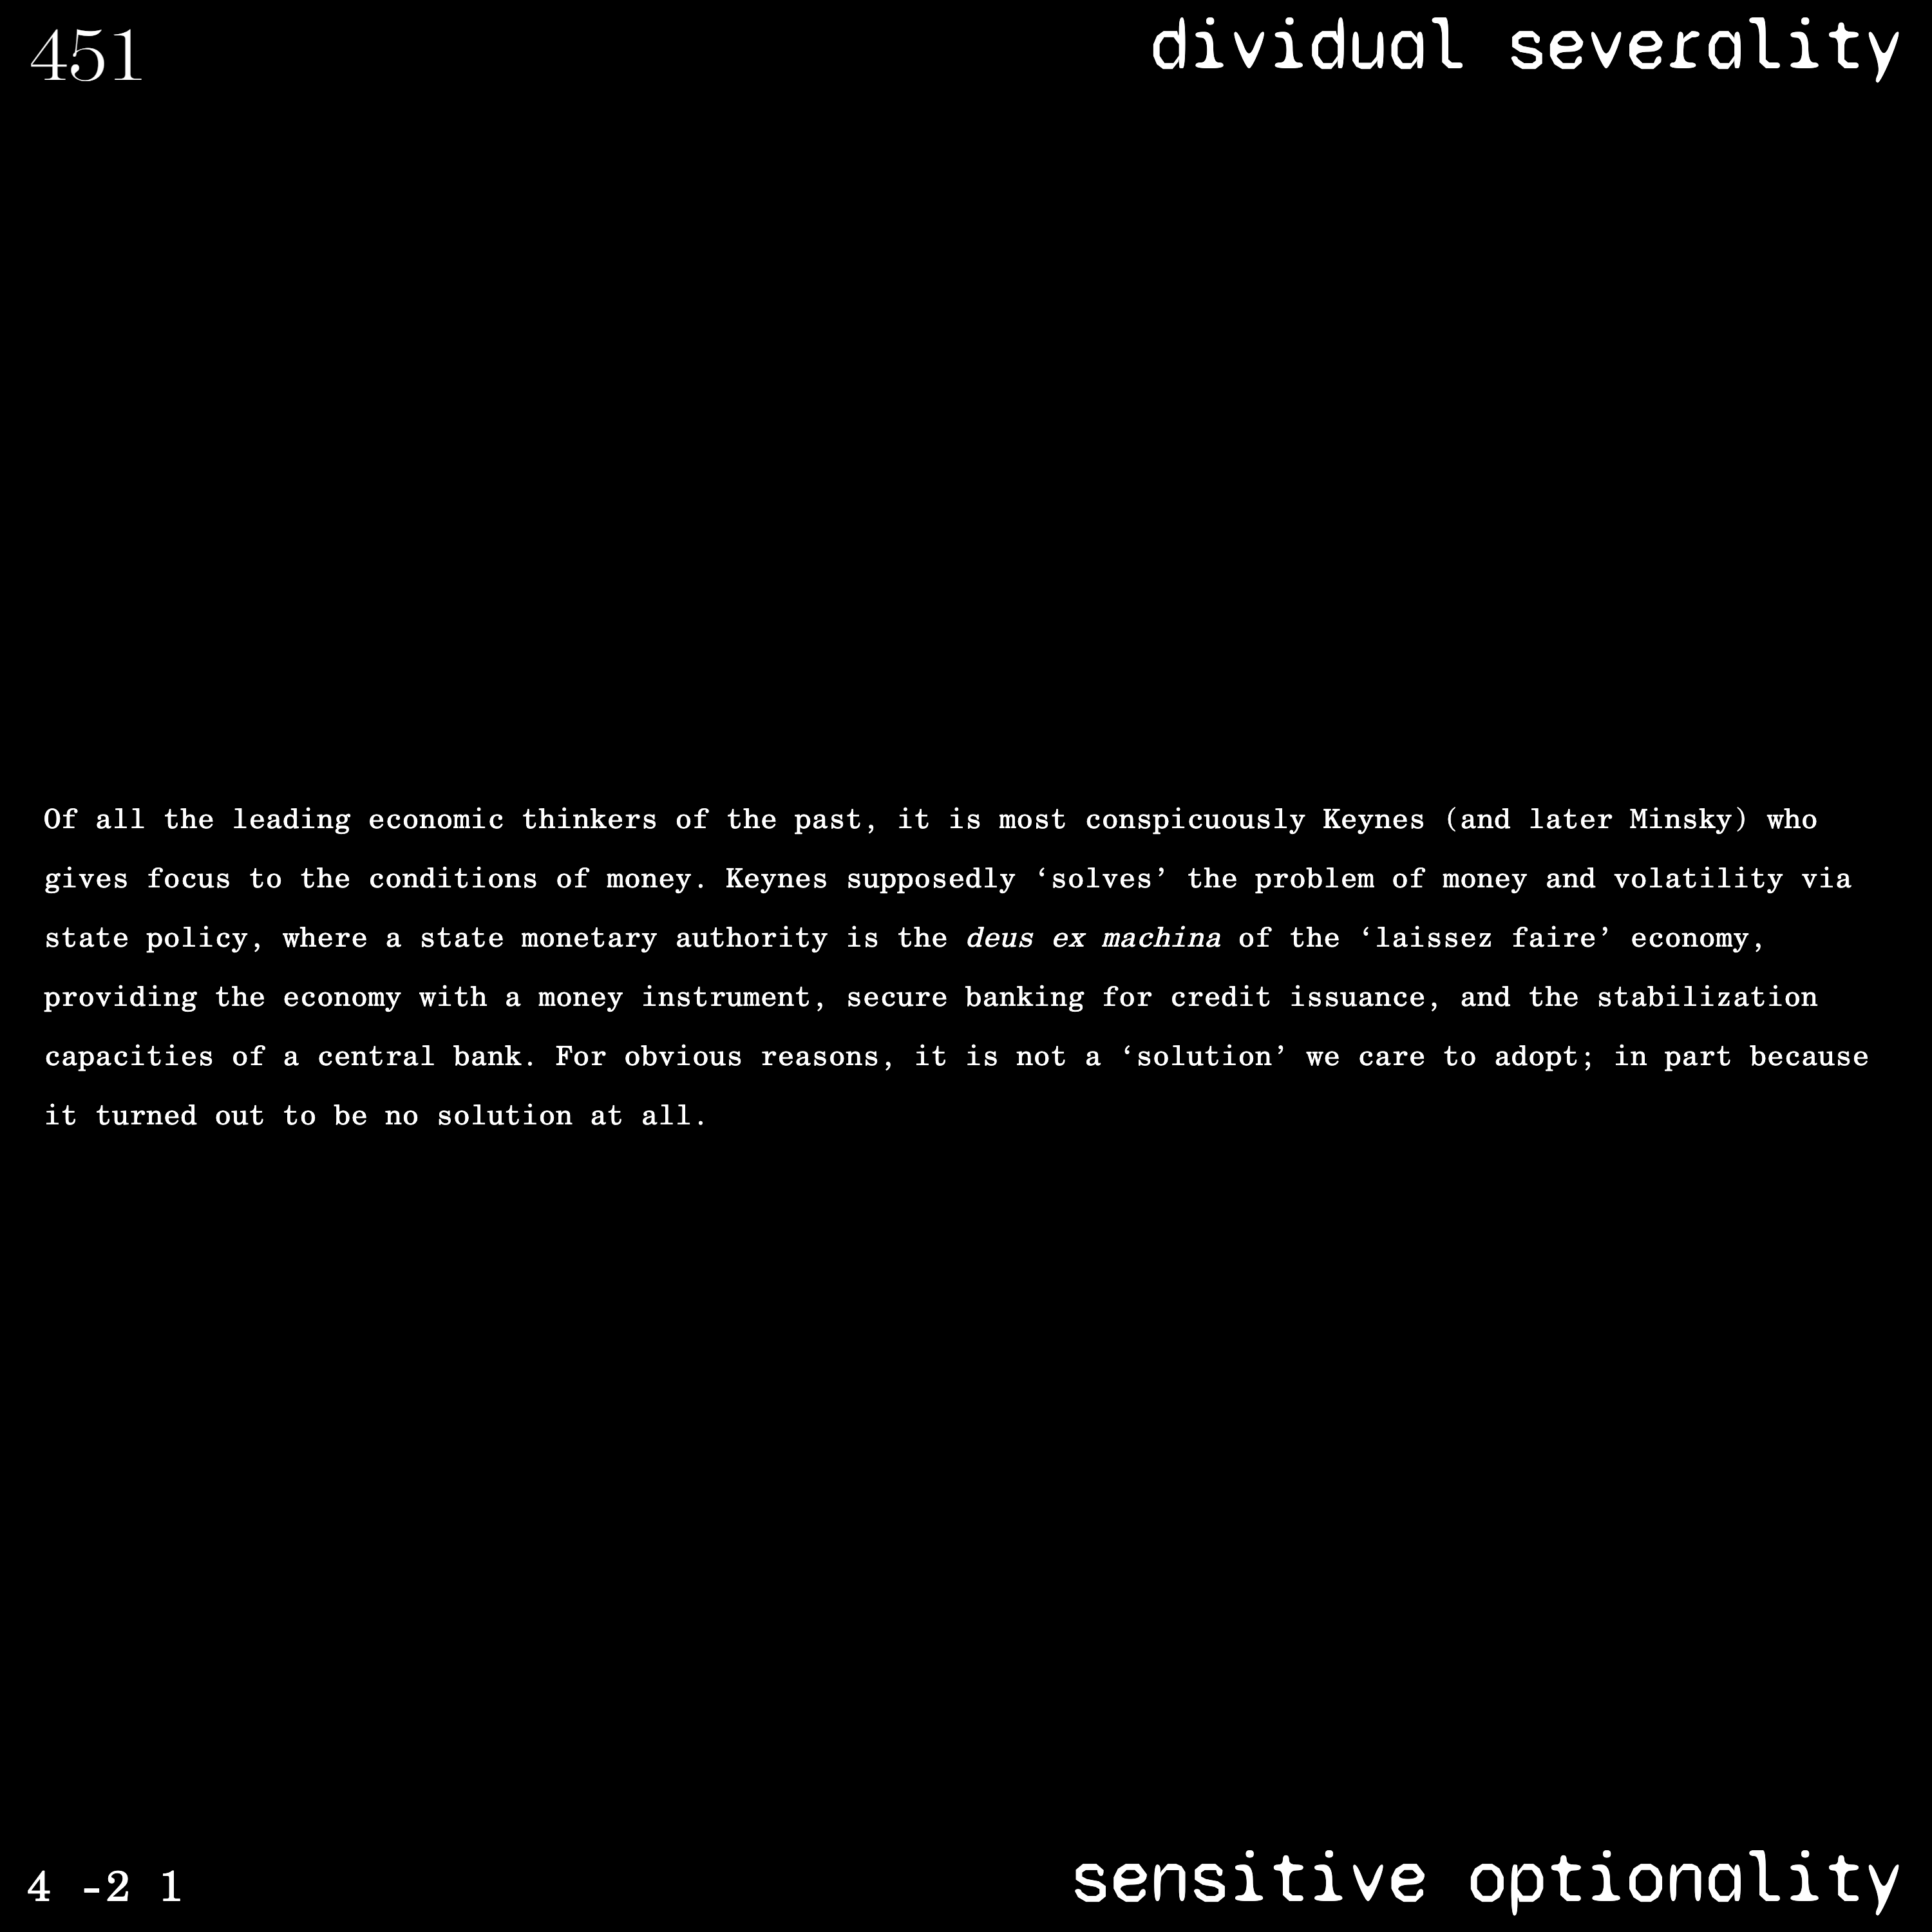 451
dividual severality
Of all the leading economic thinkers of the past, it is most conspicuously Keynes (and later Minsky) who
gives focus to the conditions of money. Keynes supposedly ‘solves’ the problem of money and volatility via
state policy, where a state monetary authority is the deus ex machina of the ‘laissez faire’ economy,
providing the economy with a money instrument, secure banking for credit issuance, and the stabilization
capacities of a central bank. For obvious reasons, it is not a ‘solution’ we care to adopt; in part because
it turned out to be no solution at all.
4 -2 1
sensitive optionality